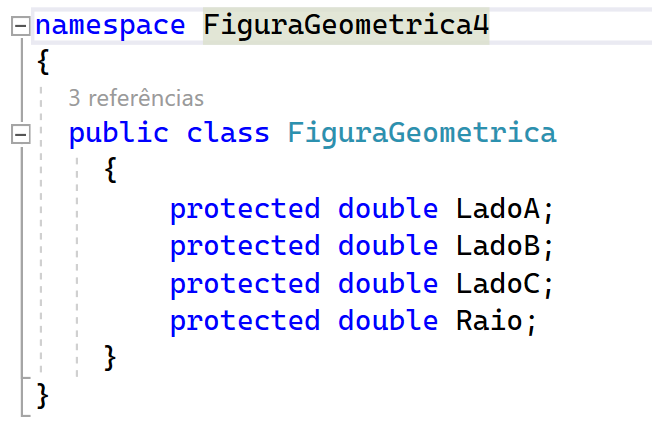 namespace FiguraGeometrica4
{
3 referências
public class FiguraGeometrica
{
protected double LadoA;
protected double LadoB;
protected double LadoC;
protected double Raio;
}
}